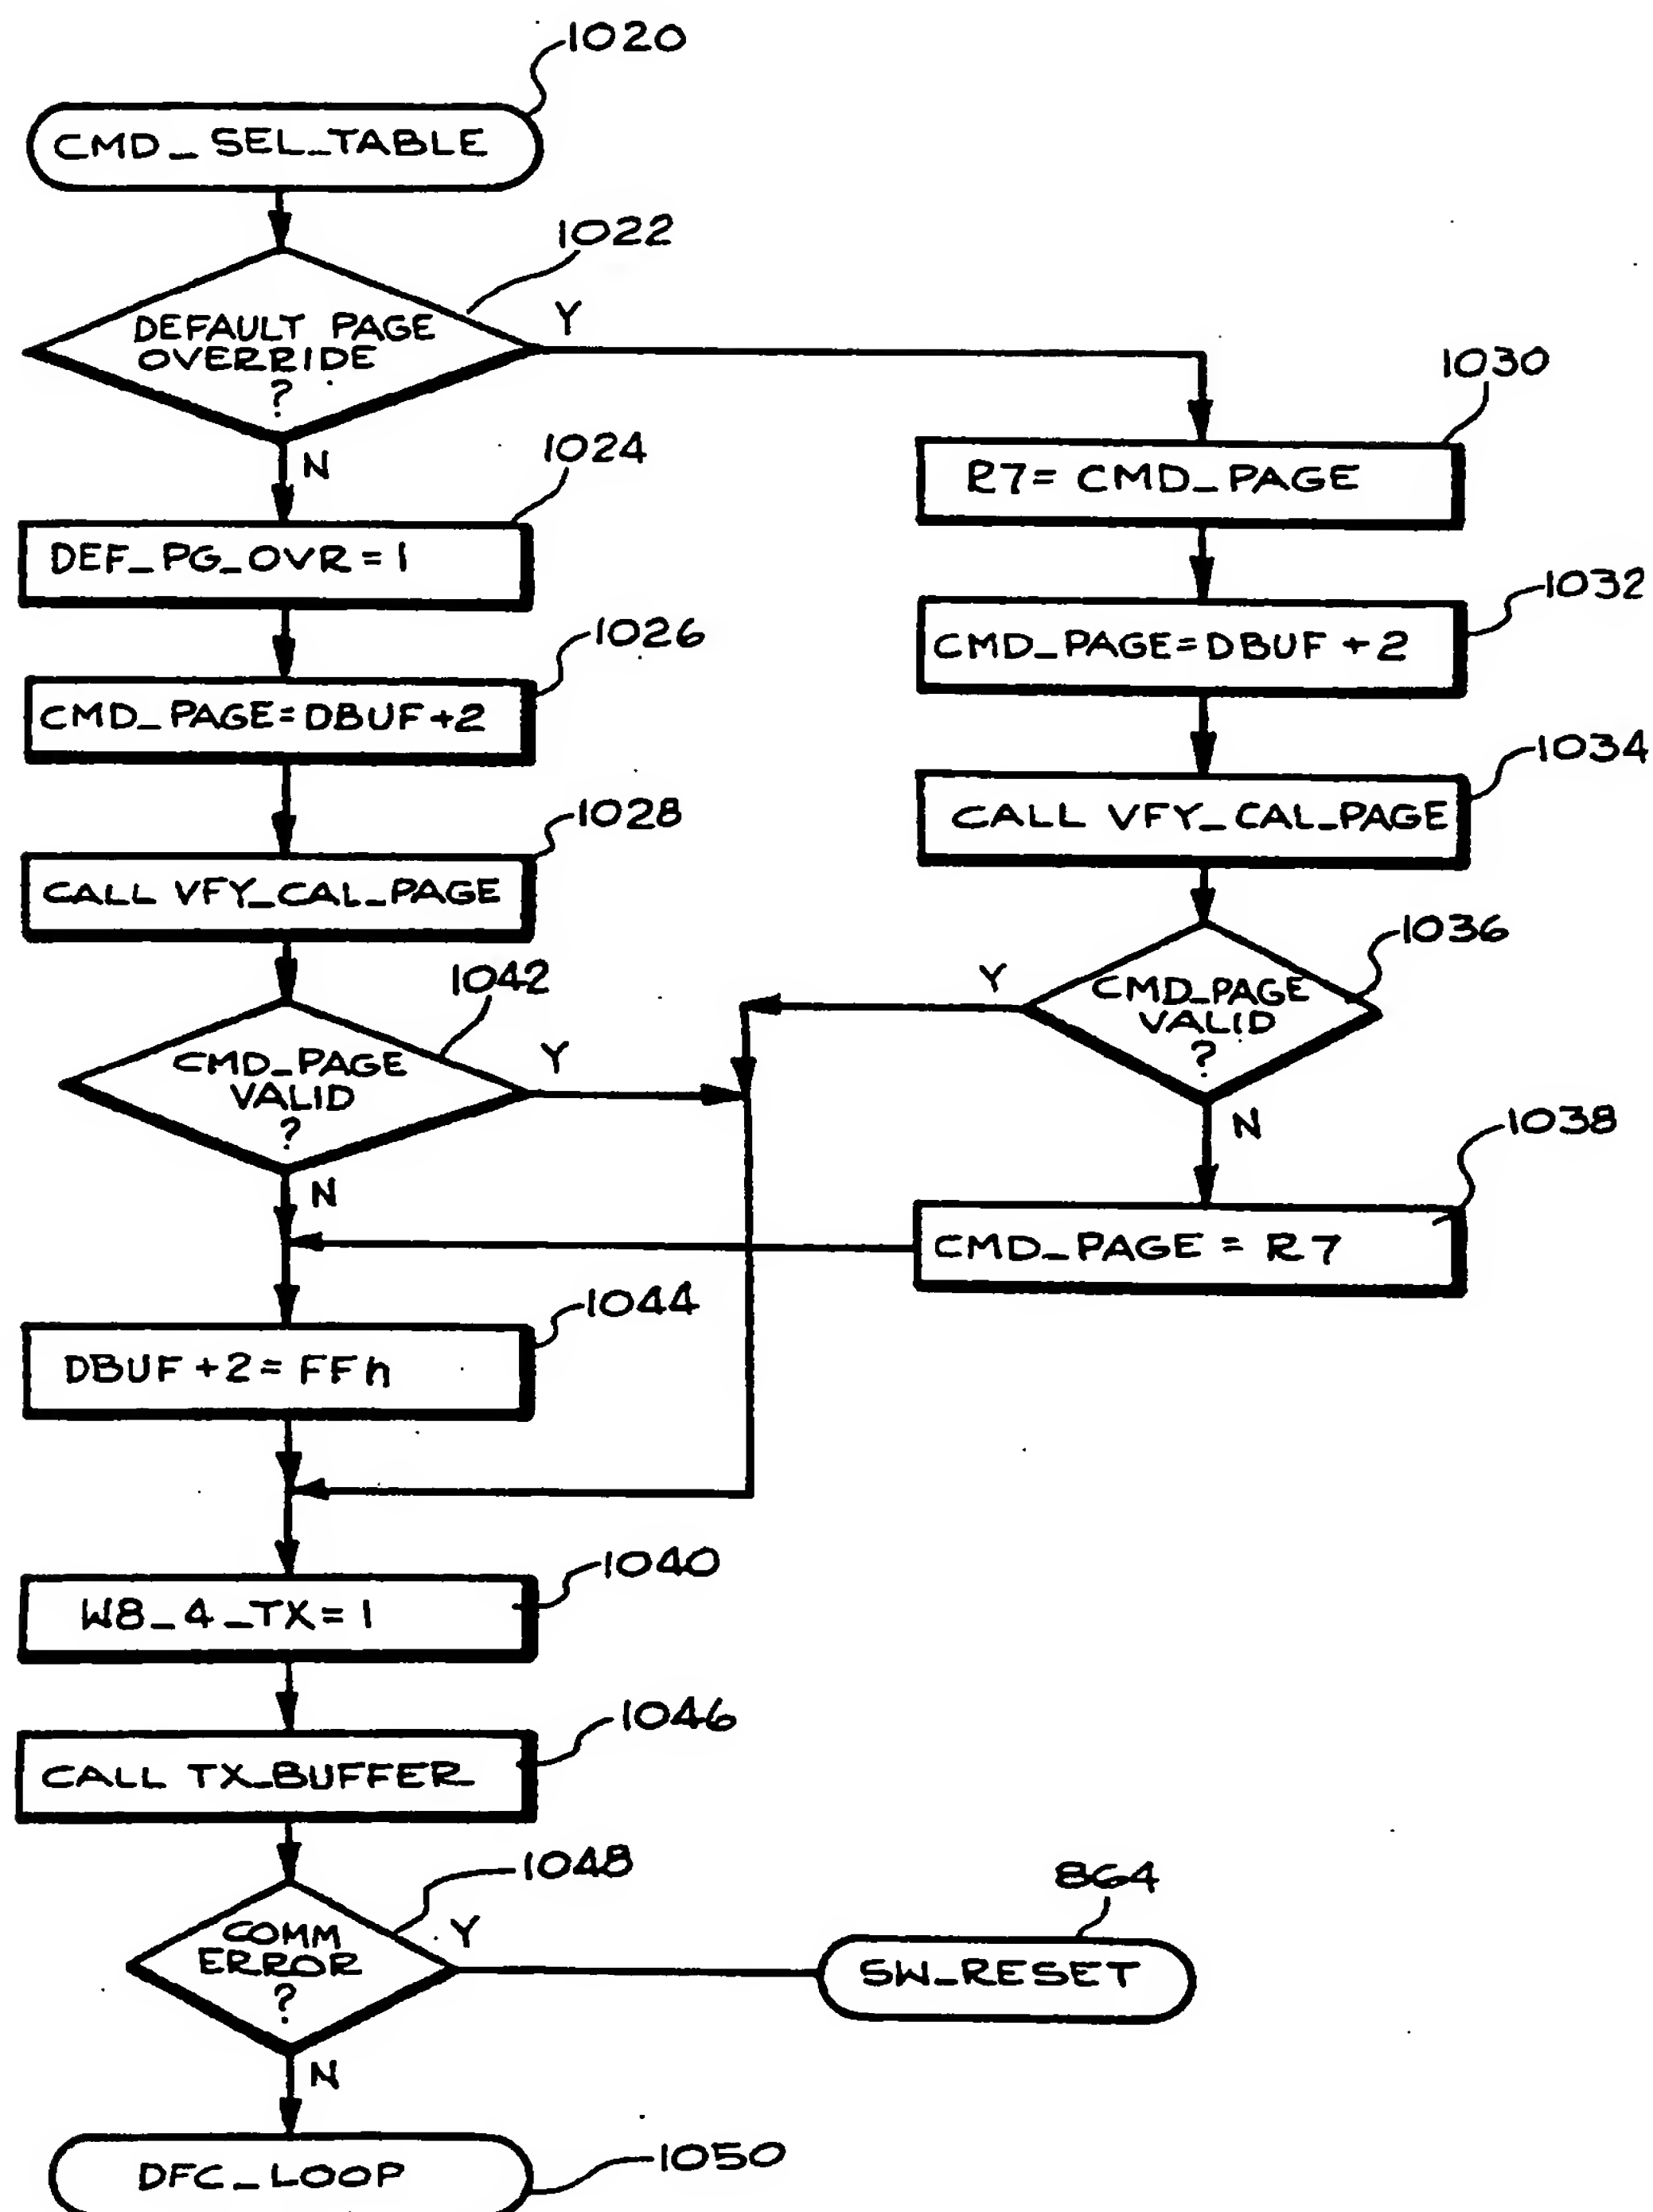 1020
CMD_SEL_TABLE
1022
DEFAULT PAGE
OVERRIDE
?
Y
N
1024
DEF_PG_OVR = 1
1026
CMD_PAGE=DBUF+2
1028
CALL VFY_CAL_PAGE
1030
R7= CMD_PAGE
1032
CMD_PAGE=DBUF+2
1034
CALL VFY_CAL_PAGE
1036
CMD_PAGE
VALID
?
Y
N
1038
CMD_PAGE = R7
1042
CMD_PAGE
VALID
?
Y
N
1044
DBUF+2=FFh
1040
W8_4_TX=1
1046
CALL TX_BUFFER
1048
COMM
ERROR
?
Y
N
864
SW_RESET
DFC_LOOP
1050